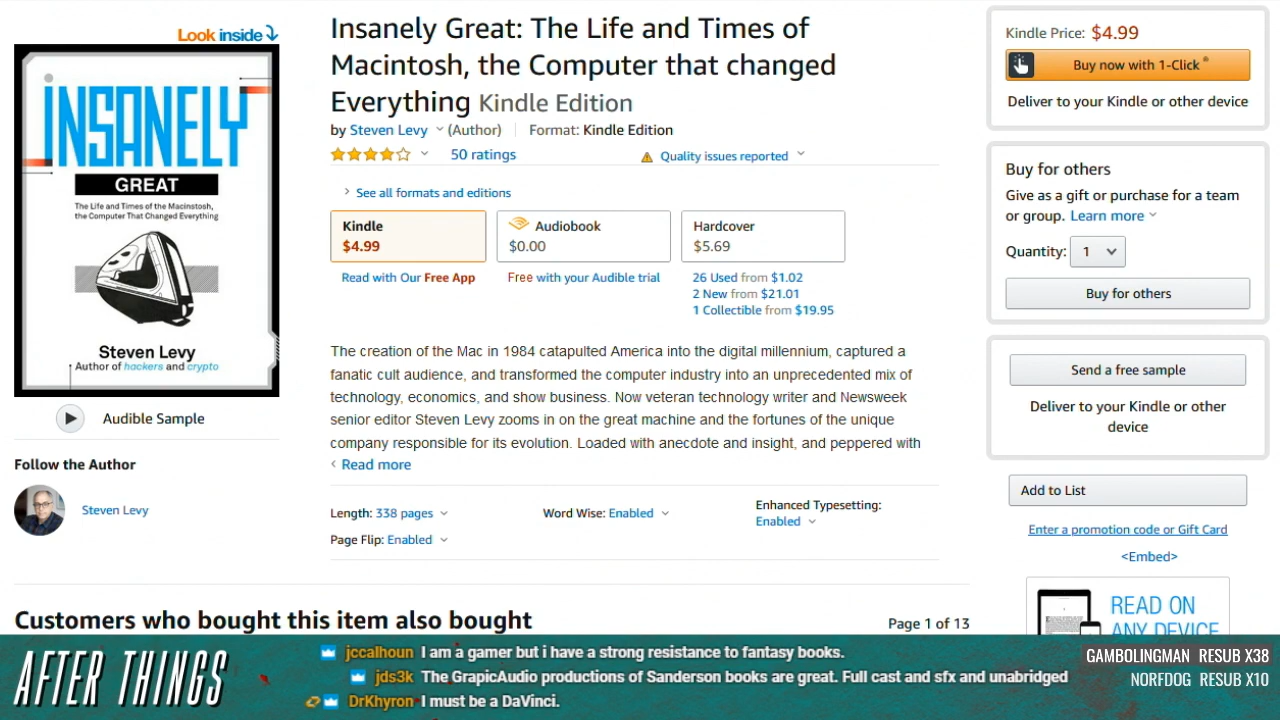 Look inside
INSANELY
GREAT
The Life and Times of the Macinstosh,
the Computer That Changed Everything
Steven Levy
Author of hackers and crypto
Audible Sample
Follow the Author
Steven Levy
Insanely Great: The Life and Times of
Macintosh, the Computer that changed
Everything Kindle Edition
by Steven Levy (Author) Format: Kindle Edition
50 ratings
Quality issues reported
See all formats and editions
Kindle
$4.99
Audiobook
$0.00
Hardcover
$5.69
Read with Our Free App
Free with your Audible trial
26 Used from $1.02
2 New from $21.01
1 Collectible from $19.95
The creation of the Mac in 1984 catapulted America into the digital millennium, captured a
fanatic cult audience, and transformed the computer industry into an unprecedented mix of
technology, economics, and show business. Now veteran technology writer and Newsweek
senior editor Steven Levy zooms in on the great machine and the fortunes of the unique
company responsible for its evolution. Loaded with anecdote and insight, and peppered with
Read more
Length: 338 pages
Word Wise: Enabled
Enhanced Typesetting:
Enabled
Page Flip: Enabled
Kindle Price: $4.99
Buy now with 1-Click ®
Deliver to your Kindle or other device
Buy for others
Give as a gift or purchase for a team
or group. Learn more
Quantity: 1
Buy for others
Send a free sample
Deliver to your Kindle or other
device
Add to List
Enter a promotion code or Gift Card
<Embed>
READ ON
ANY DEVICE
Customers who bought this item also bought
Page 1 of 13
AFTER THINGS
jccalhoun I am a gamer but i have a strong resistance to fantasy books.
jds3k The GrapicAudio productions of Sanderson books are great. Full cast and sfx and unabridged
DrKhyron I must be a DaVinci.
GAMBOLINGMAN RESUB X38
NORFDOG RESUB X10